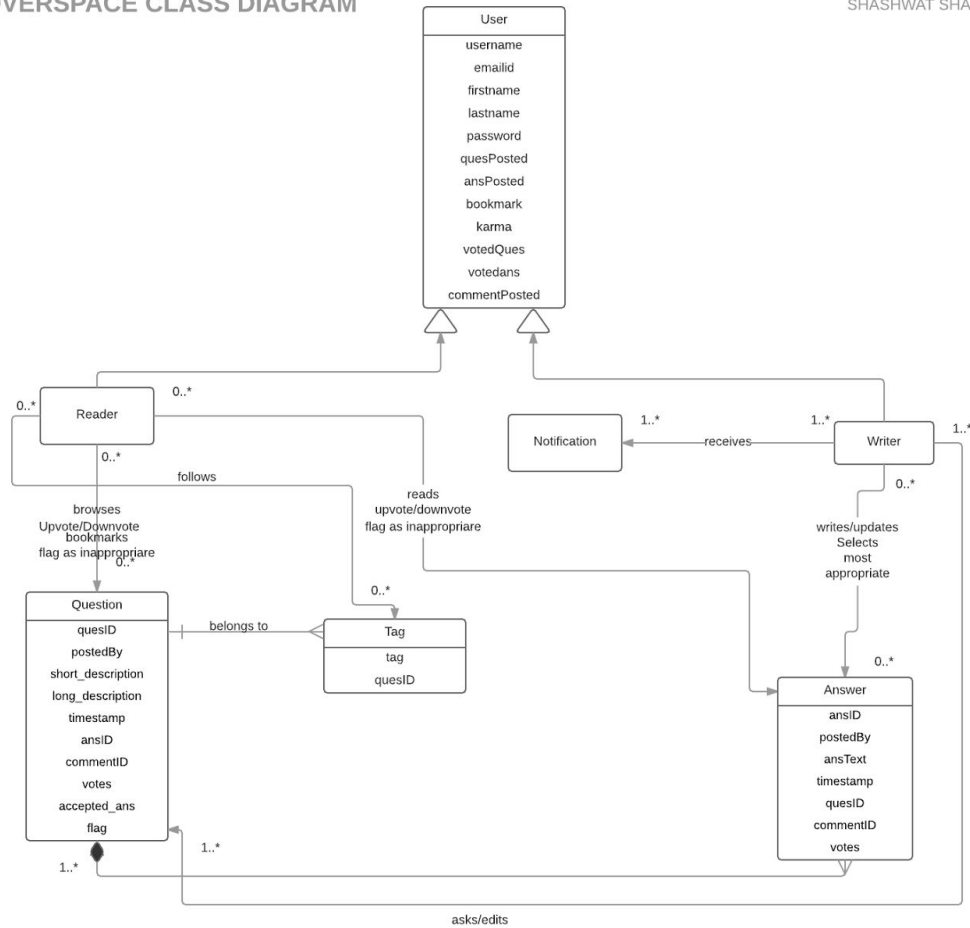 CLASS DIAGRAM
SHASHWAT
User
username
emailid
firstname
lastname
password
quesPosted
ansPosted
bookmark
karma
votedQues
votedans
commentPosted
0..*
0..*
Reader
0..*
follows
browses
Upvote/Downvote
bookmarks
flag as inappropriare
0..*
reads
upvote/downvote
flag as inappropriare
Notification
1..*
receives
1..*
Writer
1..*
0..*
writes/updates
Selects
most
appropriate
0..*
0..*
Question
quesID
postedBy
short_description
long_description
timestamp
ansID
commentID
votes
accepted_ans
flag
belongs to
Tag
tag
quesID
Answer
ansID
postedBy
ansText
timestamp
quesID
commentID
votes
1..*
1..*
asks/edits